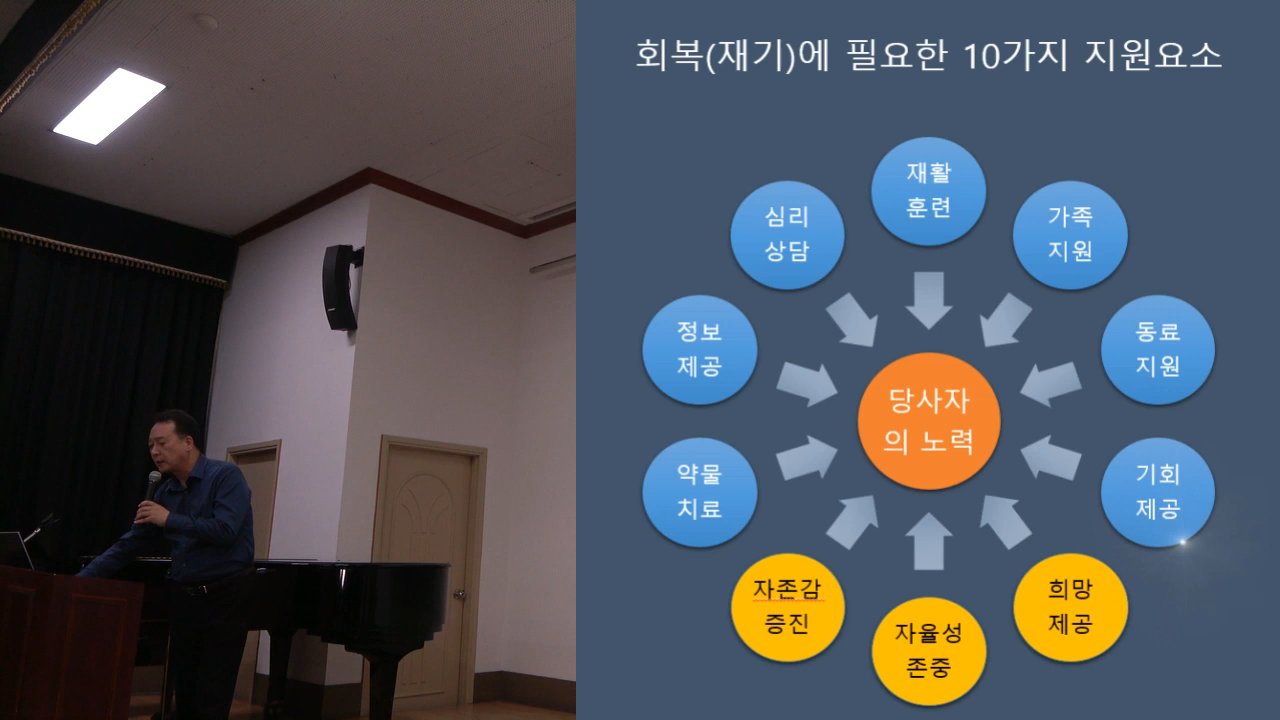 회복(재기)에 필요한 10가지 지원요소
재활
훈련
가족
지원
동료
지원
기회
제공
희망
제공
자율성
존중
자존감
증진
약물
치료
정보
제공
심리
상담
당사자
의 노력